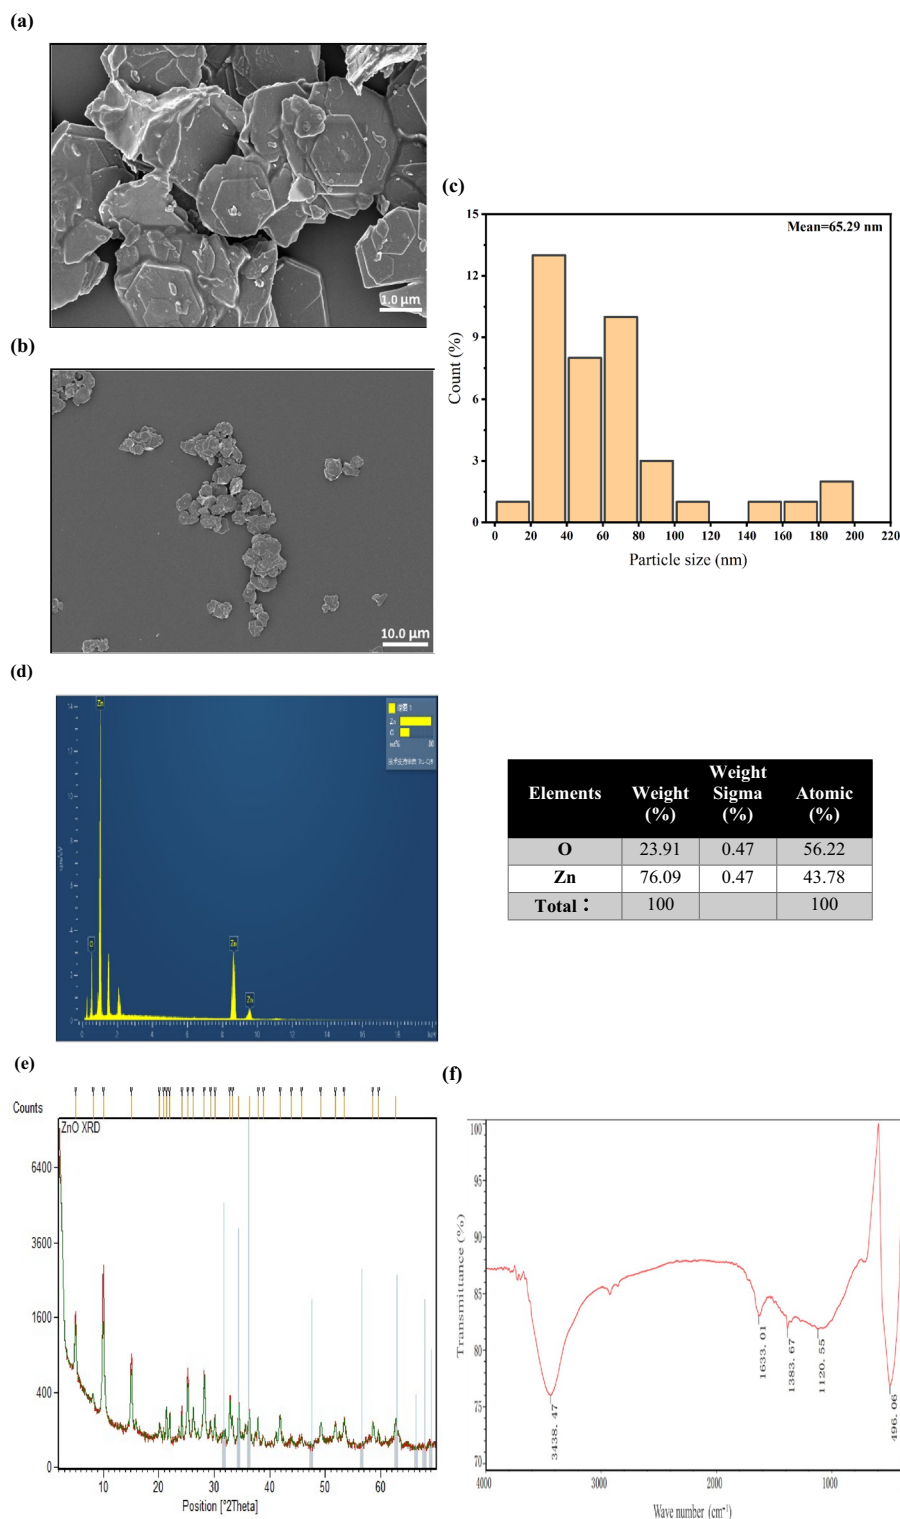 (a)
1.0 μm
(b)
10.0 μm
(c)
Mean=65.29 nm
15
12
9
6
3
0
Count (%)
0 20 40 60 80 100 120 140 160 180 200 220
Particle size (nm)
(d)
Zn
O
Zn
Zn
Zn
O
Elements Weight (%) Weight Sigma (%) Atomic (%)
O 23.91 0.47 56.22
Zn 76.09 0.47 43.78
Total： 100 100
(e)
Counts
ZnO XRD
6400
3600
1600
400
0
10 20 30 40 50 60
Position [°2Theta]
(f)
100
95
90
85
80
75
70
Transmittance (%)
3438. 47
1633. 01
1383. 67
1120. 55
496. 06
4000 3000 2000 1000
Wave number (cm⁻¹)